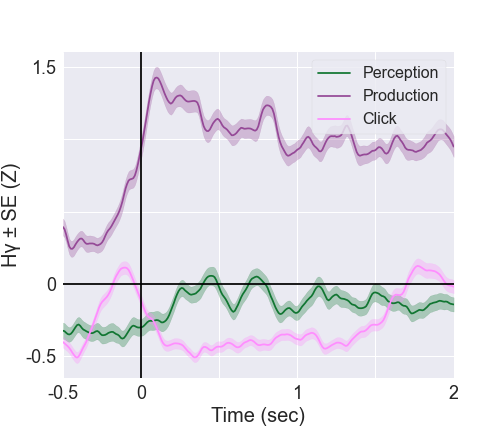 1.5
Perception
Production
Click
Hγ ± SE (Z)
0
-0.5
-0.5 0 1 2
Time (sec)